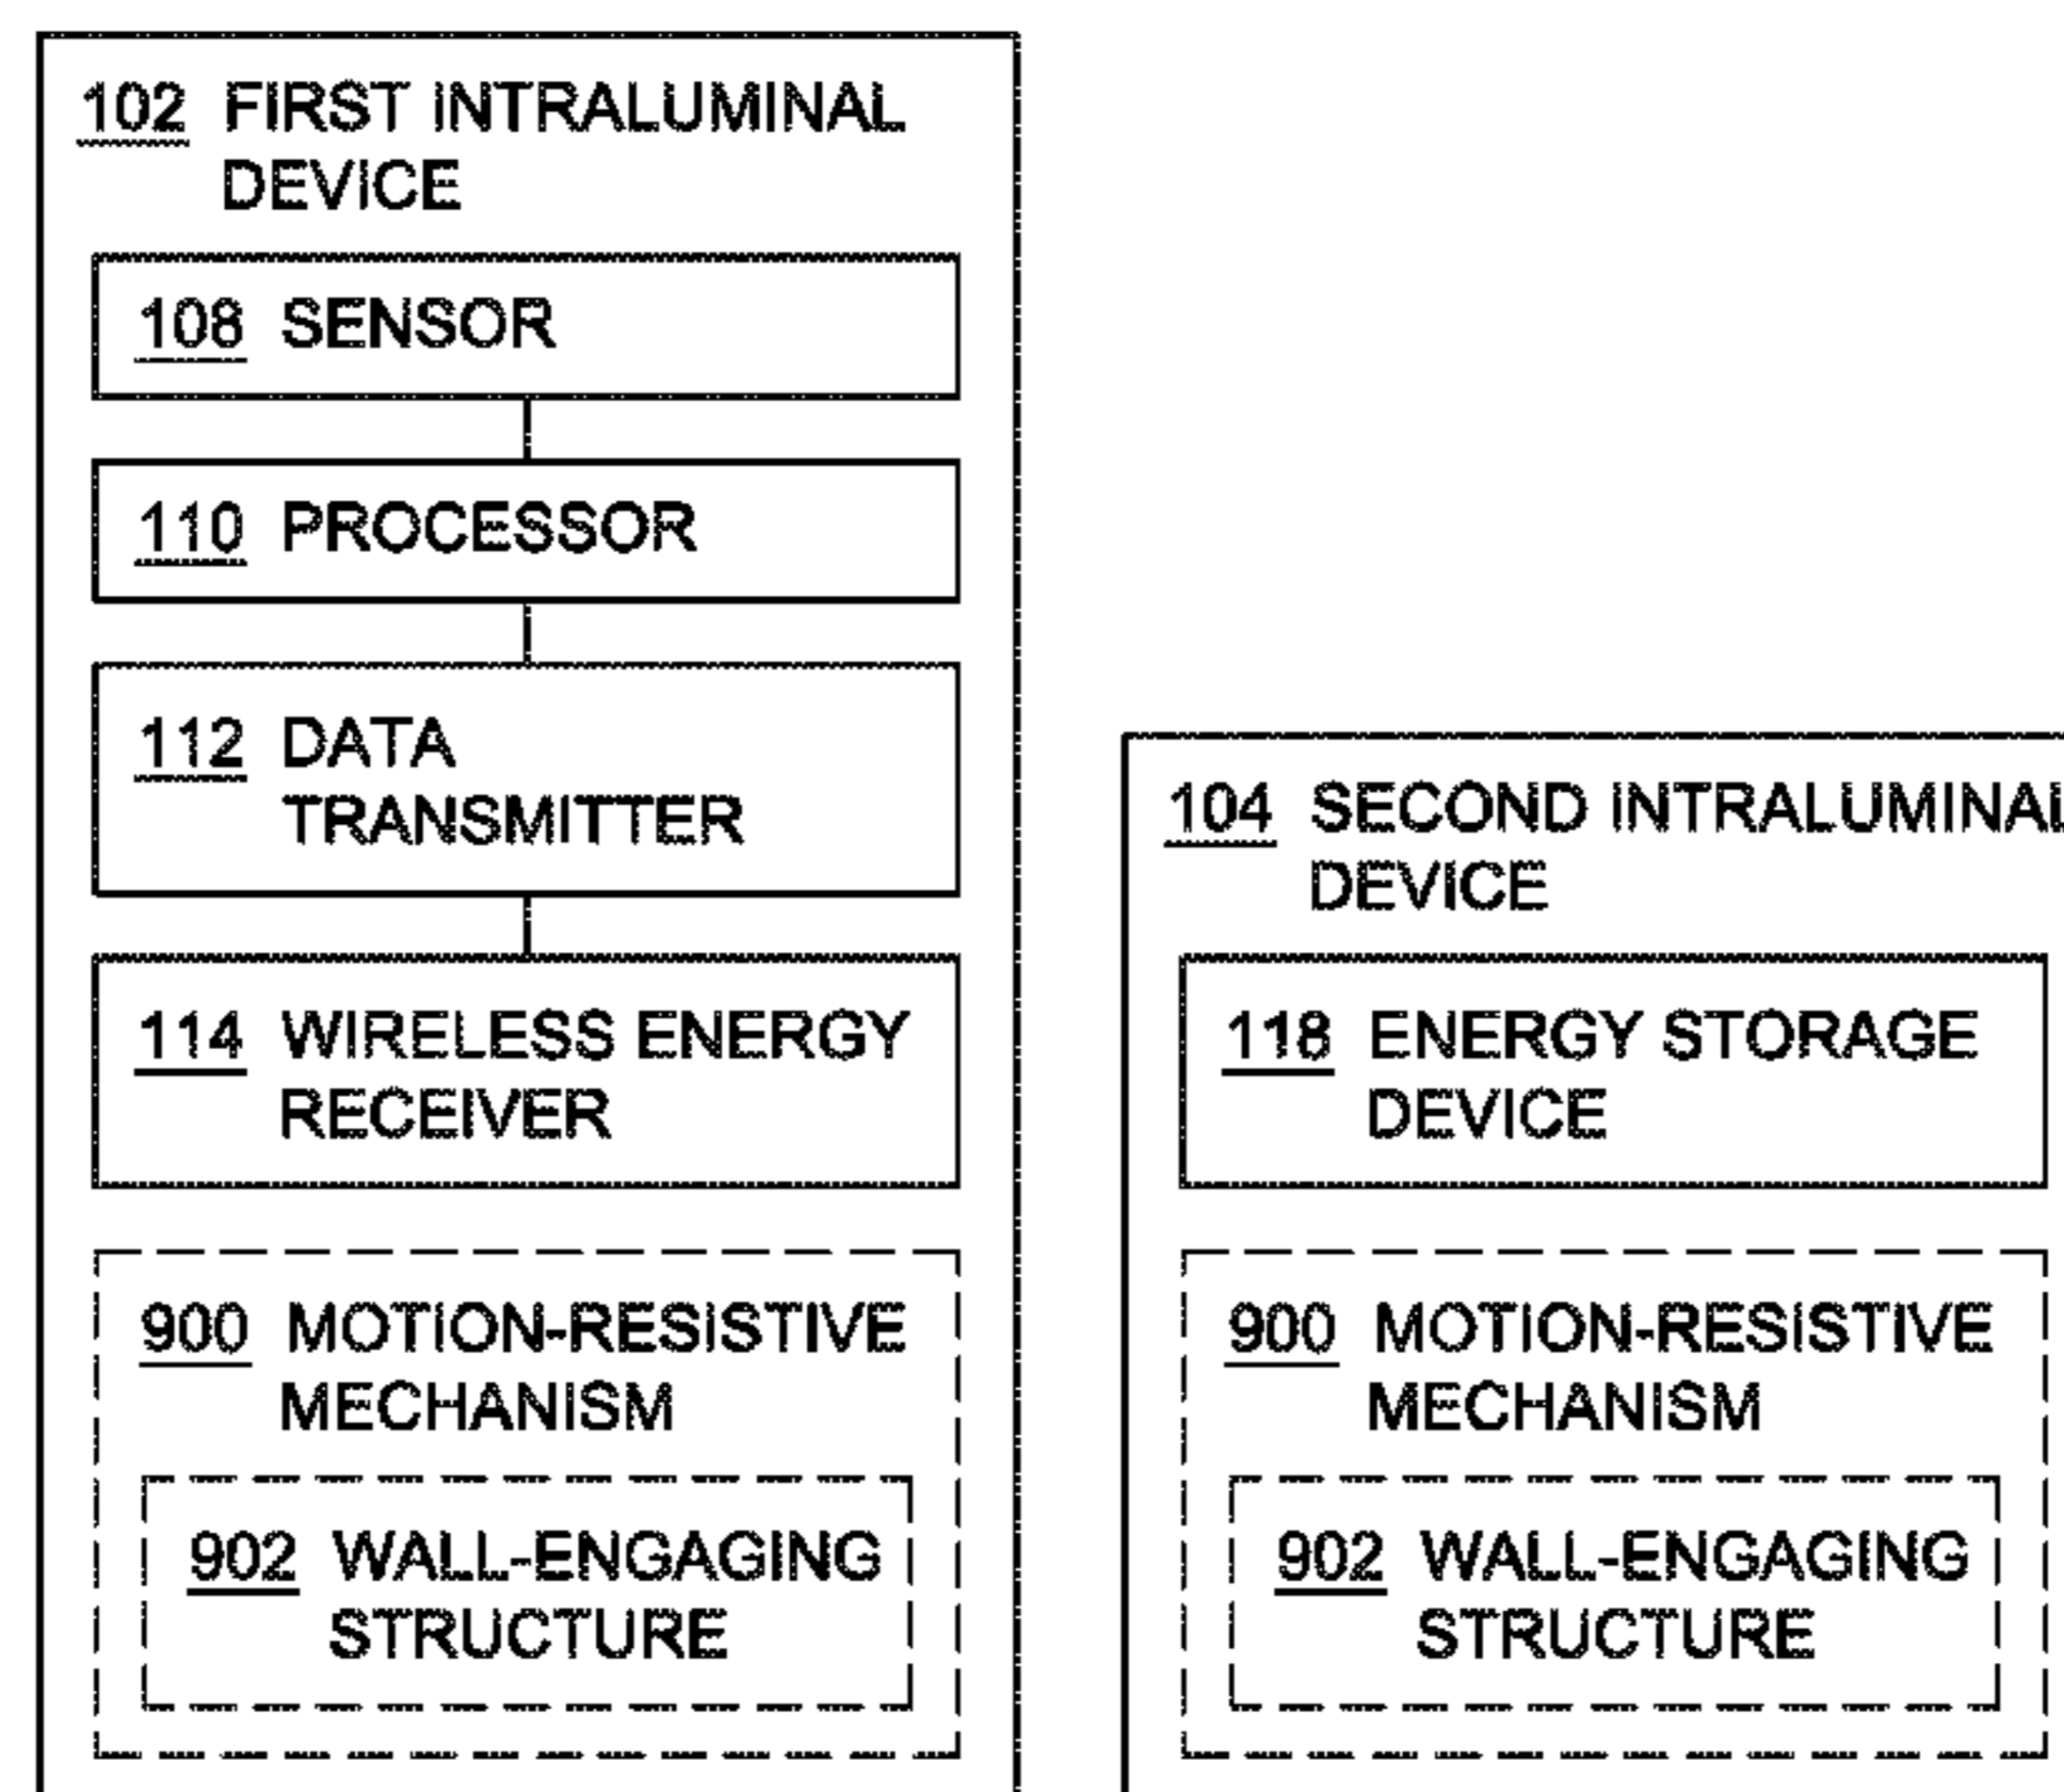 102 FIRST INTRALUMINAL
DEVICE
108 SENSOR
110 PROCESSOR
112 DATA
TRANSMITTER
114 WIRELESS ENERGY
RECEIVER
900 MOTION-RESISTIVE
MECHANISM
902 WALL-ENGAGING
STRUCTURE
104 SECOND INTRALUMINAL
DEVICE
118 ENERGY STORAGE
DEVICE
900 MOTION-RESISTIVE
MECHANISM
902 WALL-ENGAGING
STRUCTURE